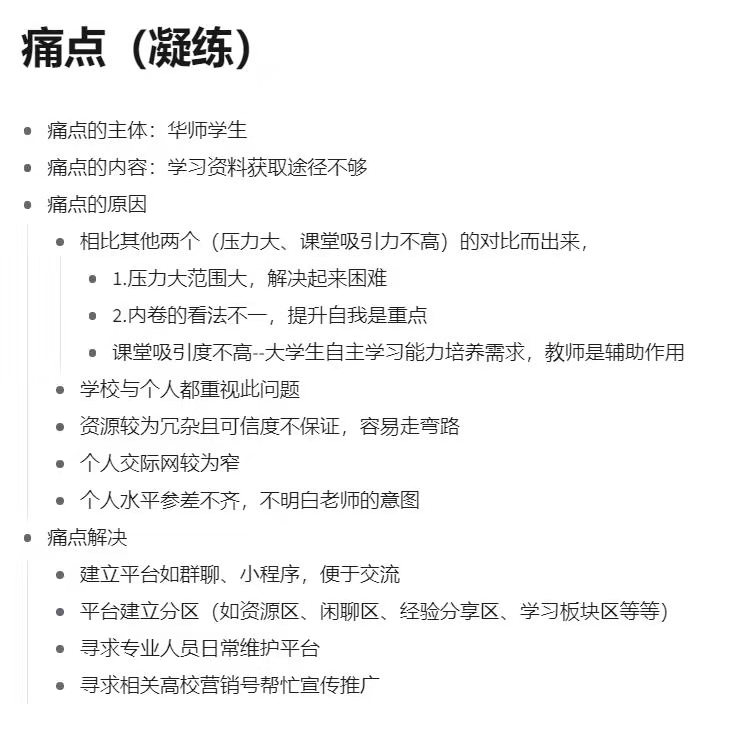 痛点（凝练）
痛点的主体：华师学生
痛点的内容：学习资料获取途径不够
痛点的原因
相比其他两个（压力大、课堂吸引力不高）的对比而出来，
1.压力大范围大，解决起来困难
2.内卷的看法不一，提升自我是重点
课堂吸引度不高--大学生自主学习能力培养需求，教师是辅助作用
学校与个人都重视此问题
资源较为冗杂且可信度不保证，容易走弯路
个人交际网较为窄
个人水平参差不齐，不明白老师的意图
痛点解决
建立平台如群聊、小程序，便于交流
平台建立分区（如资源区、闲聊区、经验分享区、学习板块区等等）
寻求专业人员日常维护平台
寻求相关高校营销号帮忙宣传推广